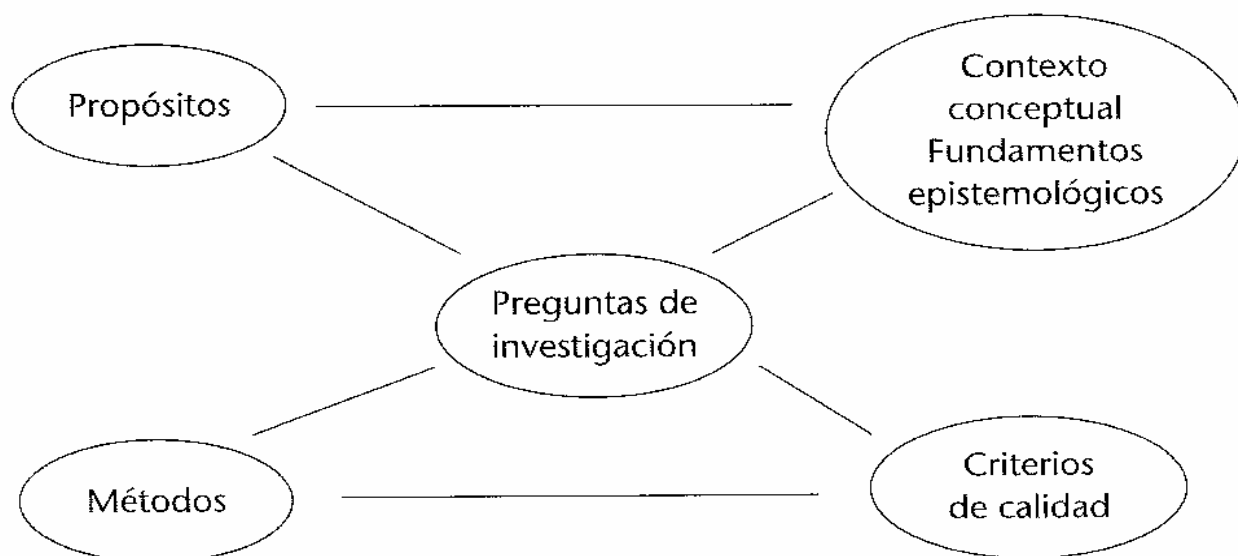 Propósitos
Contexto
conceptual
Fundamentos
epistemológicos
Preguntas de
investigación
Métodos
Criterios
de calidad